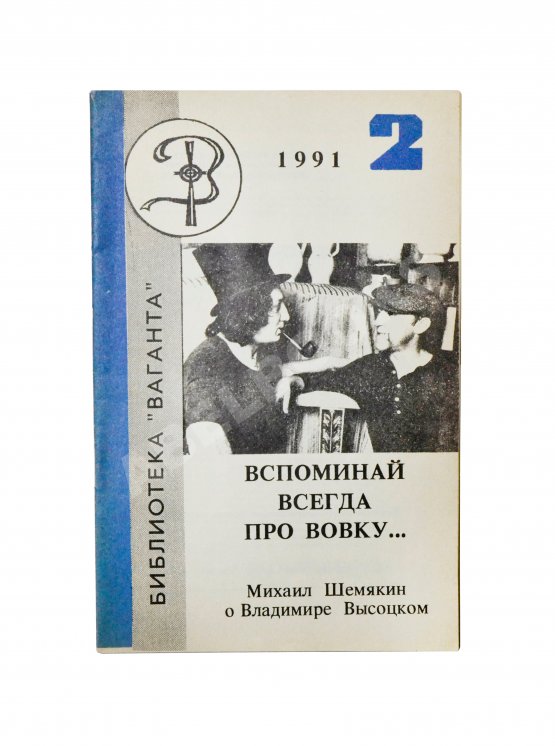 1991
2
БИБЛИОТЕКА "ВАГАНТА"
ВСПОМИНАЙ
ВСЕГДА
ПРО ВОВКУ...
Михаил Шемякин
о Владимире Высоцком